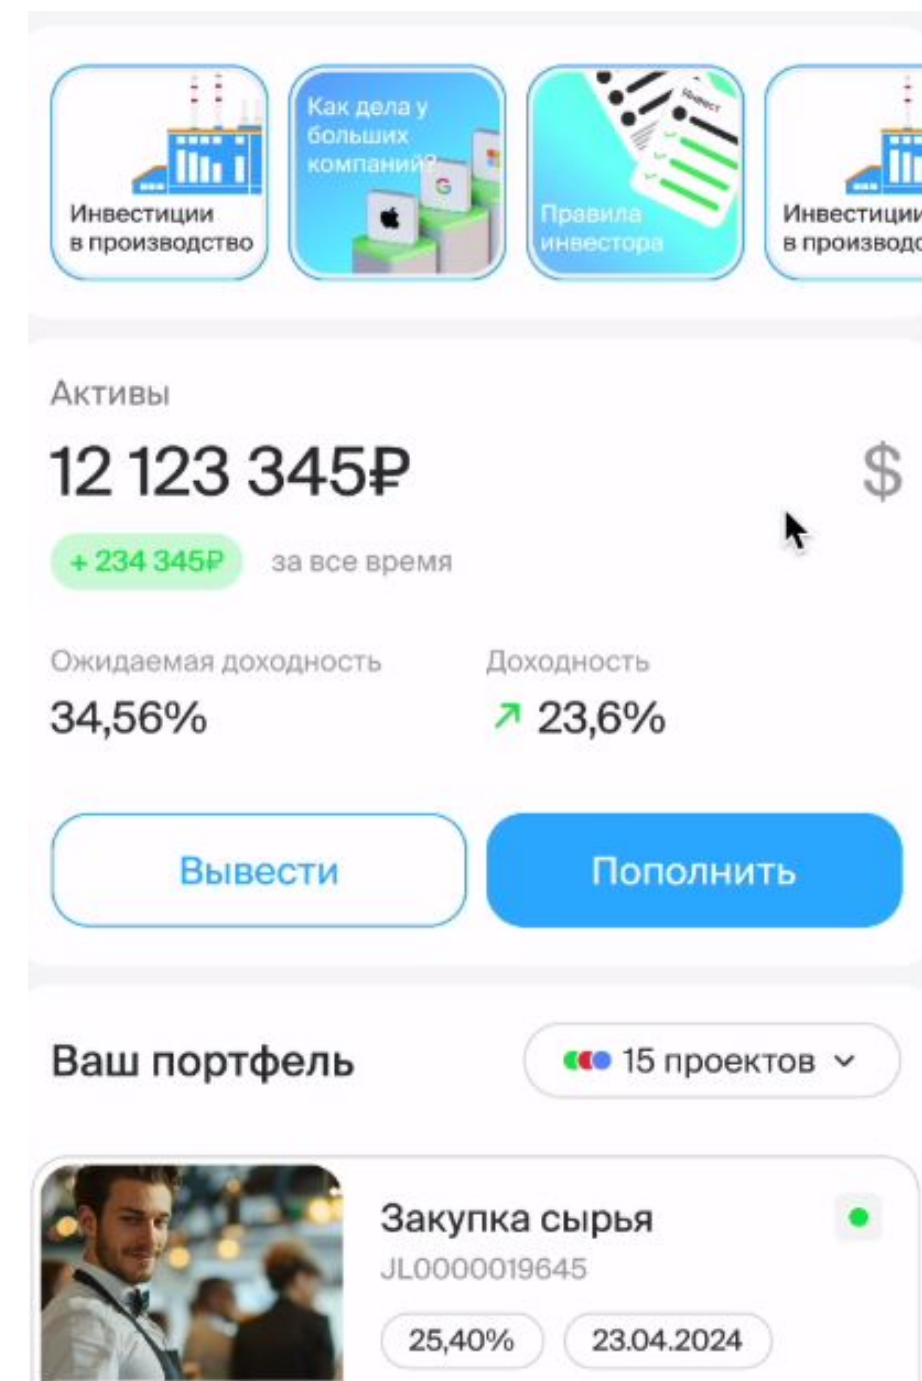 Инвестиции
в производство
Как дела у
больших
компаний?
Инвест
Правила
инвестора
Инвестиции
в производс
Активы
12 123 345₽
$
+ 234 345₽
за все время
Ожидаемая доходность
Доходность
34,56%
23,6%
Вывести
Пополнить
Ваш портфель
15 проектов
Закупка сырья
JL0000019645
25,40%
23.04.2024